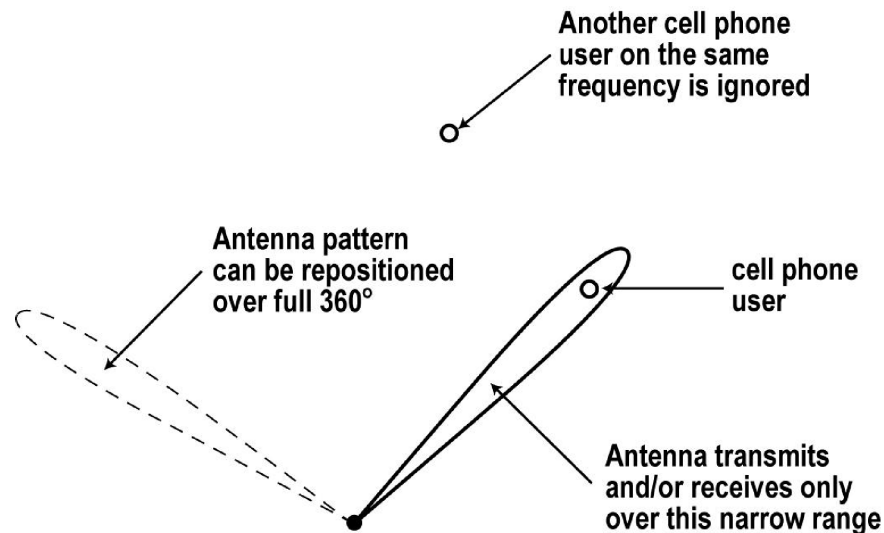 Another cell phone
user on the same
frequency is ignored
Antenna pattern
can be repositioned
over full 360°
cell phone
user
Antenna transmits
and/or receives only
over this narrow range